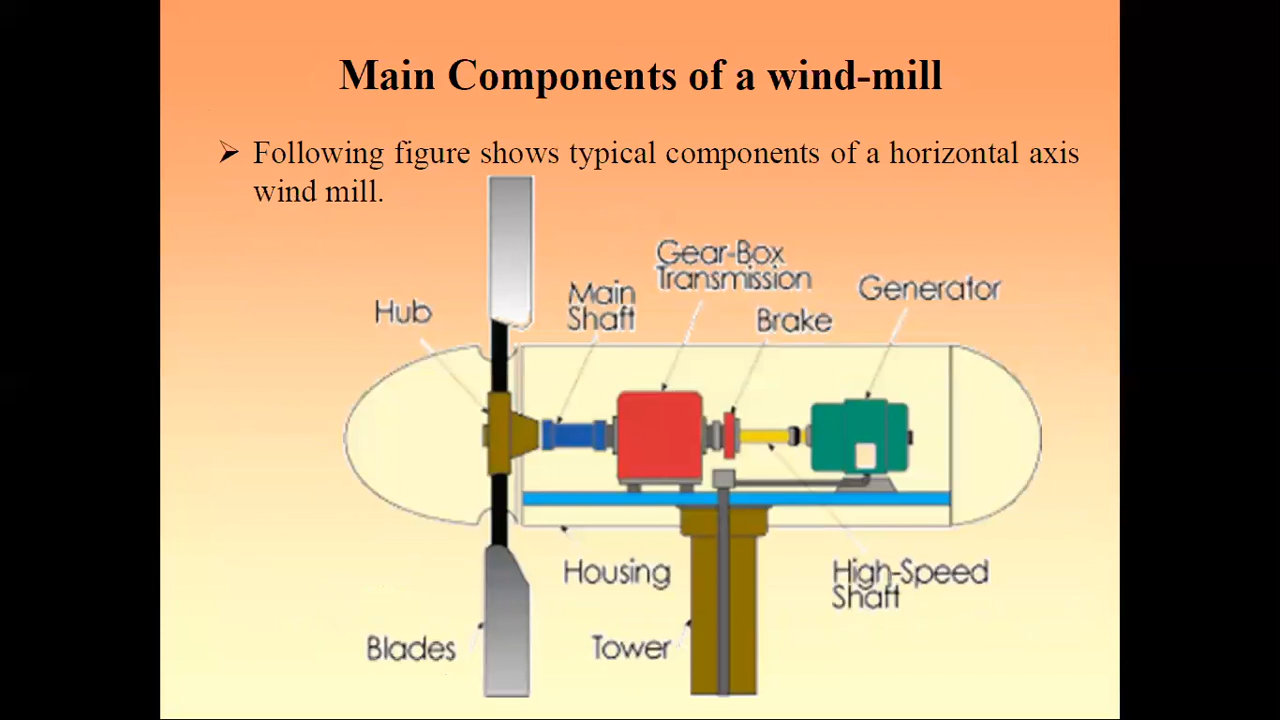 Main Components of a wind-mill
Following figure shows typical components of a horizontal axis
wind mill.
Gear-Box
Transmission
Generator
Main
Shaft
Hub
Brake
Housing
High-Speed
Shaft
Blades
Tower